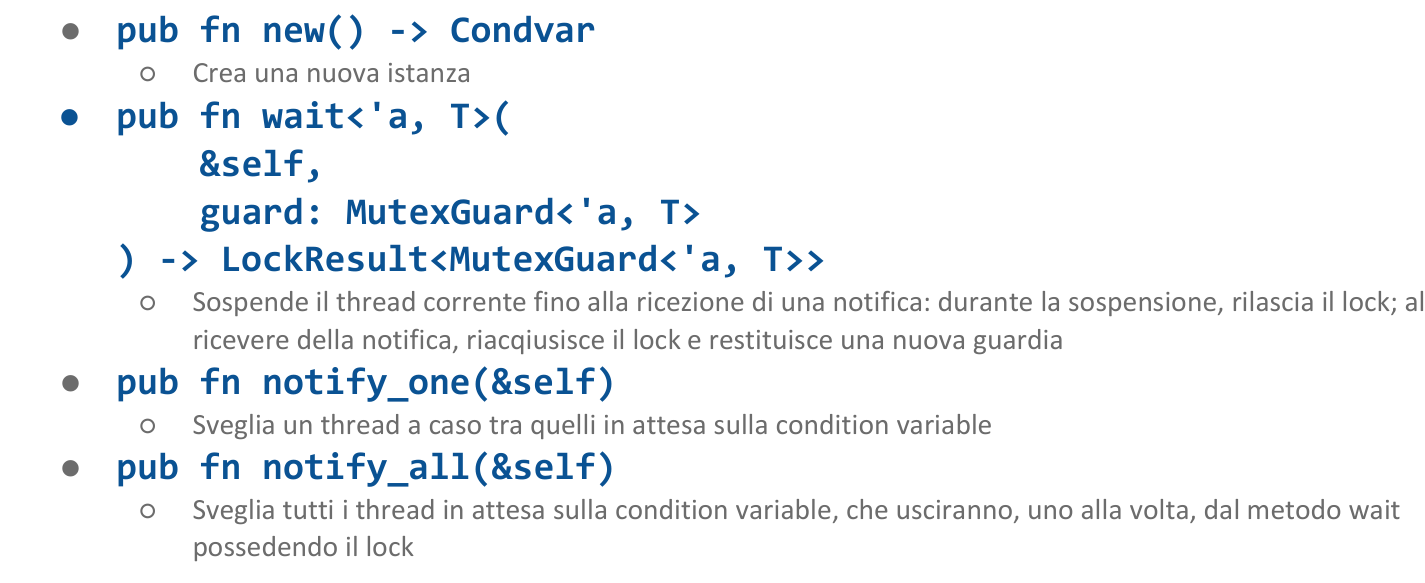 ● pub fn new() -> Condvar
○ Crea una nuova istanza
● pub fn wait<'a, T>(
&self,
guard: MutexGuard<'a, T>
) -> LockResult<MutexGuard<'a, T>>
○ Sospende il thread corrente fino alla ricezione di una notifica: durante la sospensione, rilascia il lock; al
ricevere della notifica, riacqiusisce il lock e restituisce una nuova guardia
● pub fn notify_one(&self)
○ Sveglia un thread a caso tra quelli in attesa sulla condition variable
● pub fn notify_all(&self)
○ Sveglia tutti i thread in attesa sulla condition variable, che usciranno, uno alla volta, dal metodo wait
possedendo il lock